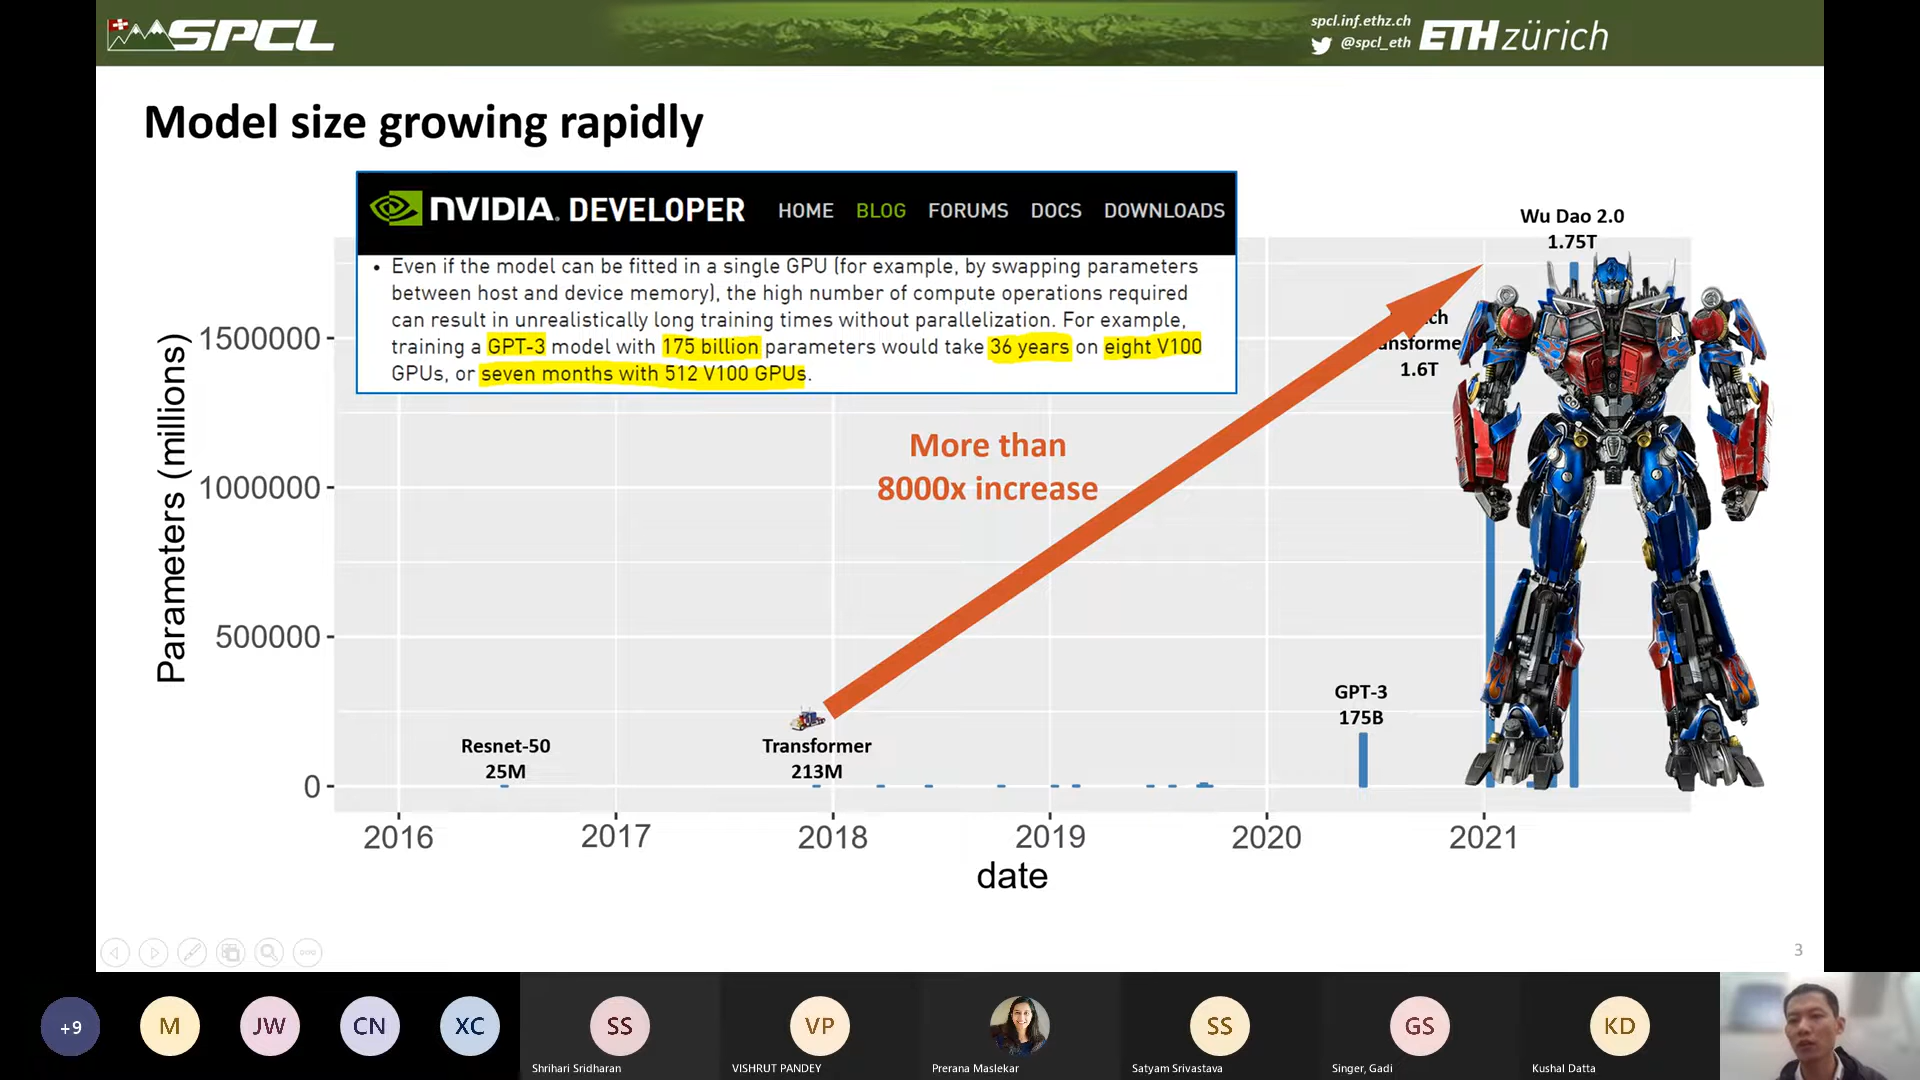 SPCL
spcl.inf.ethz.ch
@spcl_eth
ETH zürich
Model size growing rapidly
NVIDIA. DEVELOPER HOME BLOG FORUMS DOCS DOWNLOADS
• Even if the model can be fitted in a single GPU (for example, by swapping parameters
between host and device memory), the high number of compute operations required
can result in unrealistically long training times without parallelization. For example,
training a GPT-3 model with 175 billion parameters would take 36 years on eight V100
GPUs, or seven months with 512 V100 GPUs.
Wu Dao 2.0
1.75T
1.6T
More than
8000x increase
GPT-3
175B
Resnet-50
25M
Transformer
213M
Parameters (millions)
1500000
1000000
500000
0
2016 2017 2018 2019 2020 2021
date
3
+9 M JW CN XC SS VP SS GS KD
Shrihari Sridharan VISHRUT PANDEY Prerana Maslekar Satyam Srivastava Singer, Gadi Kushal Datta